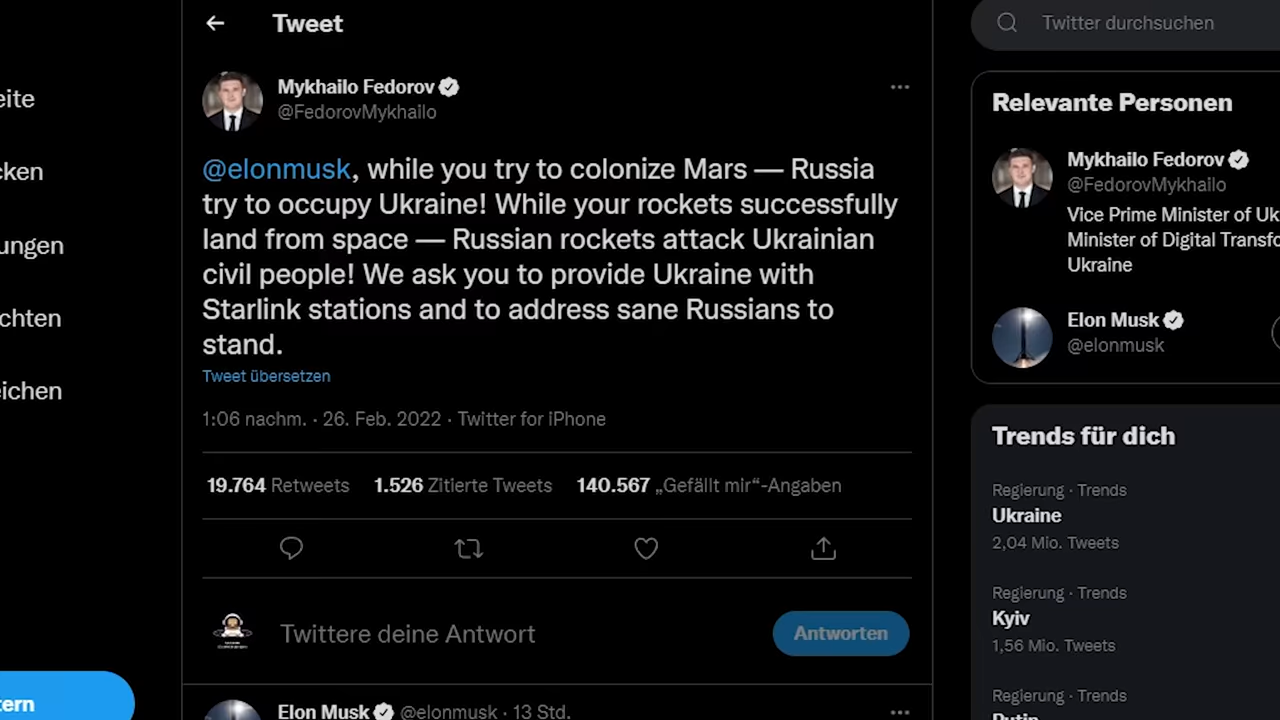 Tweet
Twitter durchsuchen
Mykhailo Fedorov
@FedorovMykhailo
@elonmusk, while you try to colonize Mars — Russia
try to occupy Ukraine! While your rockets successfully
land from space — Russian rockets attack Ukrainian
civil people! We ask you to provide Ukraine with
Starlink stations and to address sane Russians to
stand.
Tweet übersetzen
1:06 nachm. · 26. Feb. 2022 · Twitter for iPhone
19.764 Retweets 1.526 Zitierte Tweets 140.567 „Gefällt mir“-Angaben
Twittere deine Antwort
Antworten
Elon Musk @elonmusk · 13 Std.
eite
cken
ungen
chten
eichen
tern
Relevante Personen
Mykhailo Fedorov
@FedorovMykhailo
Vice Prime Minister of Uk
Minister of Digital Transfo
Ukraine
Elon Musk
@elonmusk
Trends für dich
Regierung · Trends
Ukraine
2,04 Mio. Tweets
Regierung · Trends
Kyiv
1,56 Mio. Tweets
Regierung · Trends
Putin